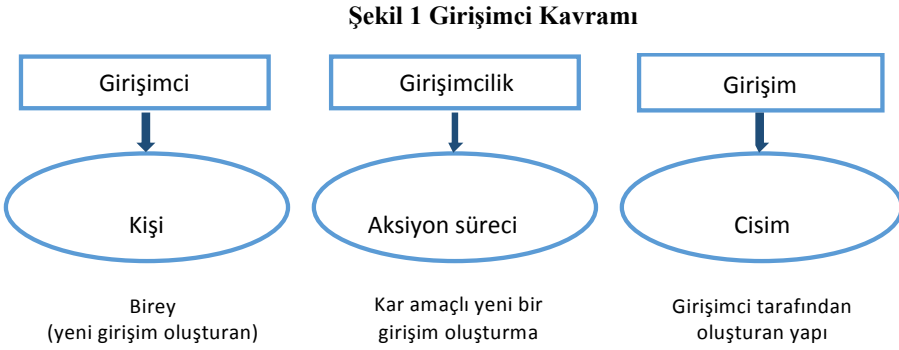 Şekil 1 Girişimci Kavramı
Girişimci
Girişimcilik
Girişim
Kişi
Aksiyon süreci
Cisim
Birey
(yeni girişim oluşturan)
Kar amaçlı yeni bir
girişim oluşturma
Girişimci tarafından
oluşturan yapı